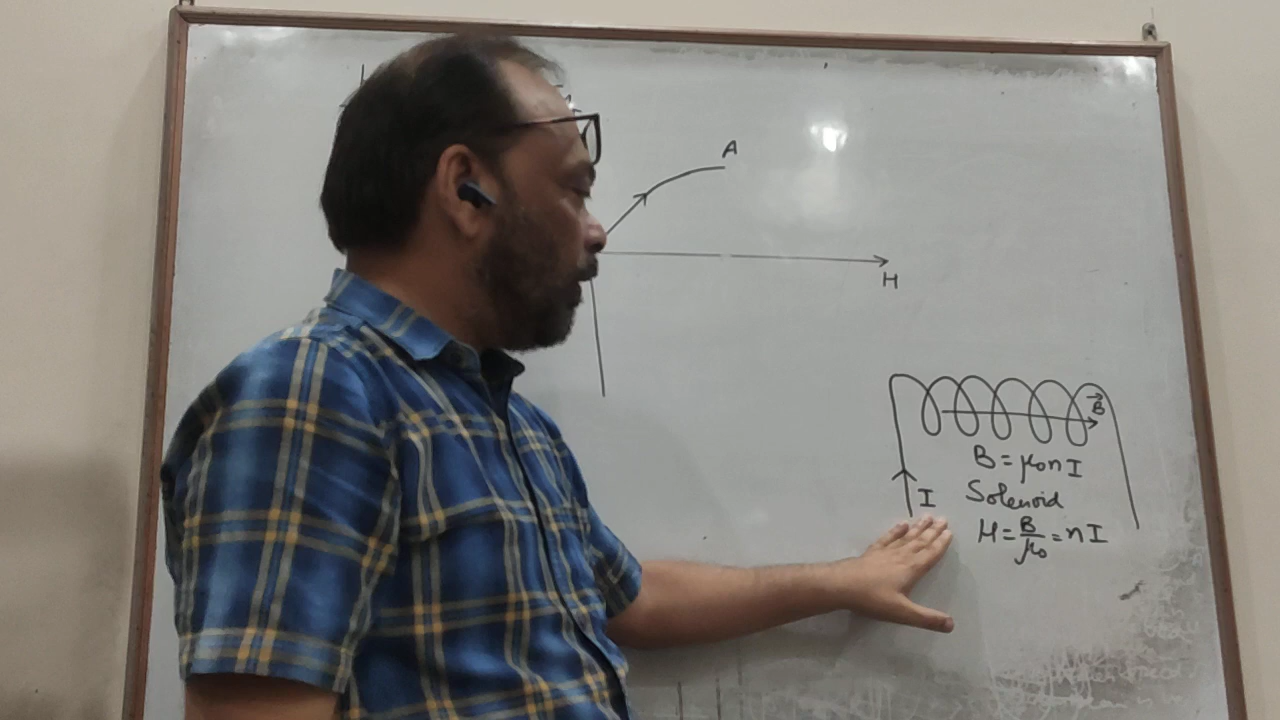 A
H
B⃗
B = μ₀nI
I
Solenoid
H = B/μ₀ = nI